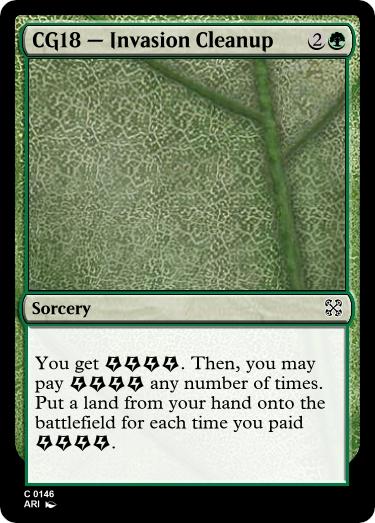 CG18 — Invasion Cleanup 2
Sorcery
You get . Then, you may
pay any number of times.
Put a land from your hand onto the
battlefield for each time you paid
.
C 0146
ARI